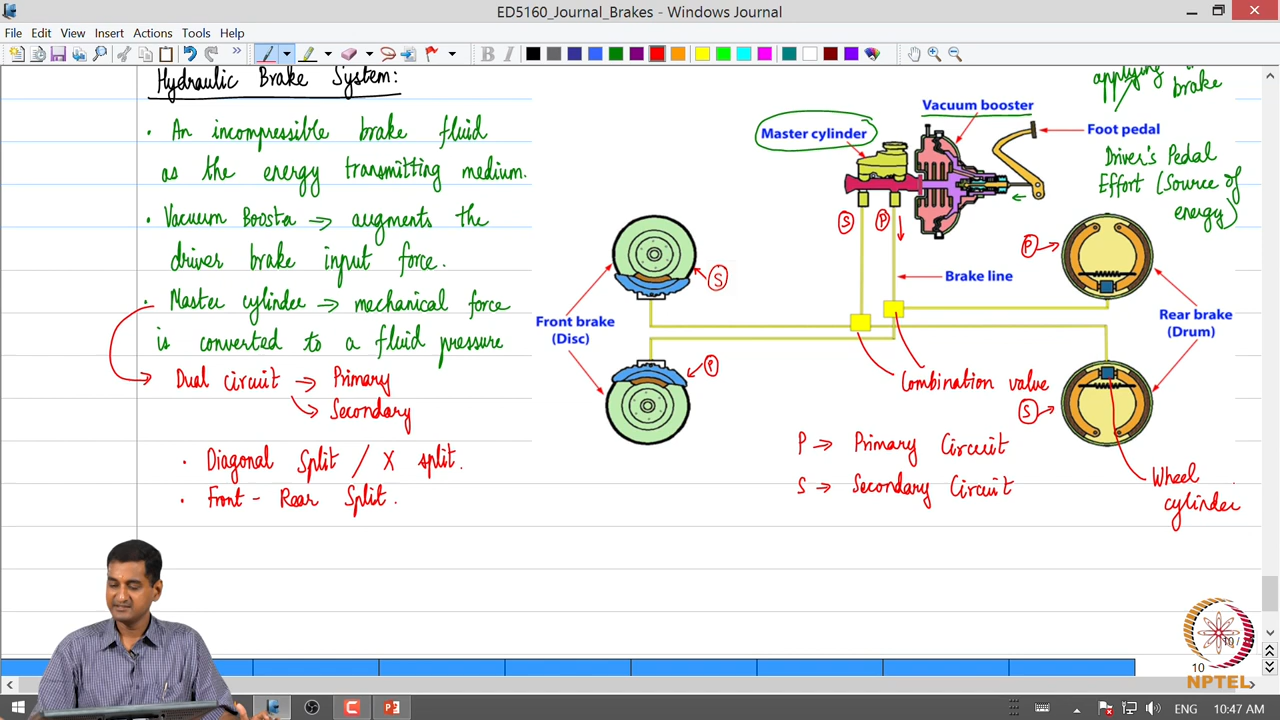 ED5160_Journal_Brakes - Windows Journal
File Edit View Insert Actions Tools Help
Hydraulic Brake System:
· An incompressible brake fluid
as the energy transmitting medium.
· Vacuum Booster → augments the
driver brake input force.
· Master cylinder → mechanical force
is converted to a fluid pressure
Dual circuit → Primary
→ Secondary
· Diagonal Split / X split.
· Front - Rear Split.
applying
brake
Vacuum booster
Master cylinder
Foot pedal
Driver's Pedal
Effort (Source of
energy)
S
P
P
S
Brake line
Front brake
(Disc)
Rear brake
(Drum)
P
S
Combination valve
P → Primary Circuit
S → Secondary Circuit
Wheel
cylinder
10 /
10
NPTEL
ENG 10:47 AM